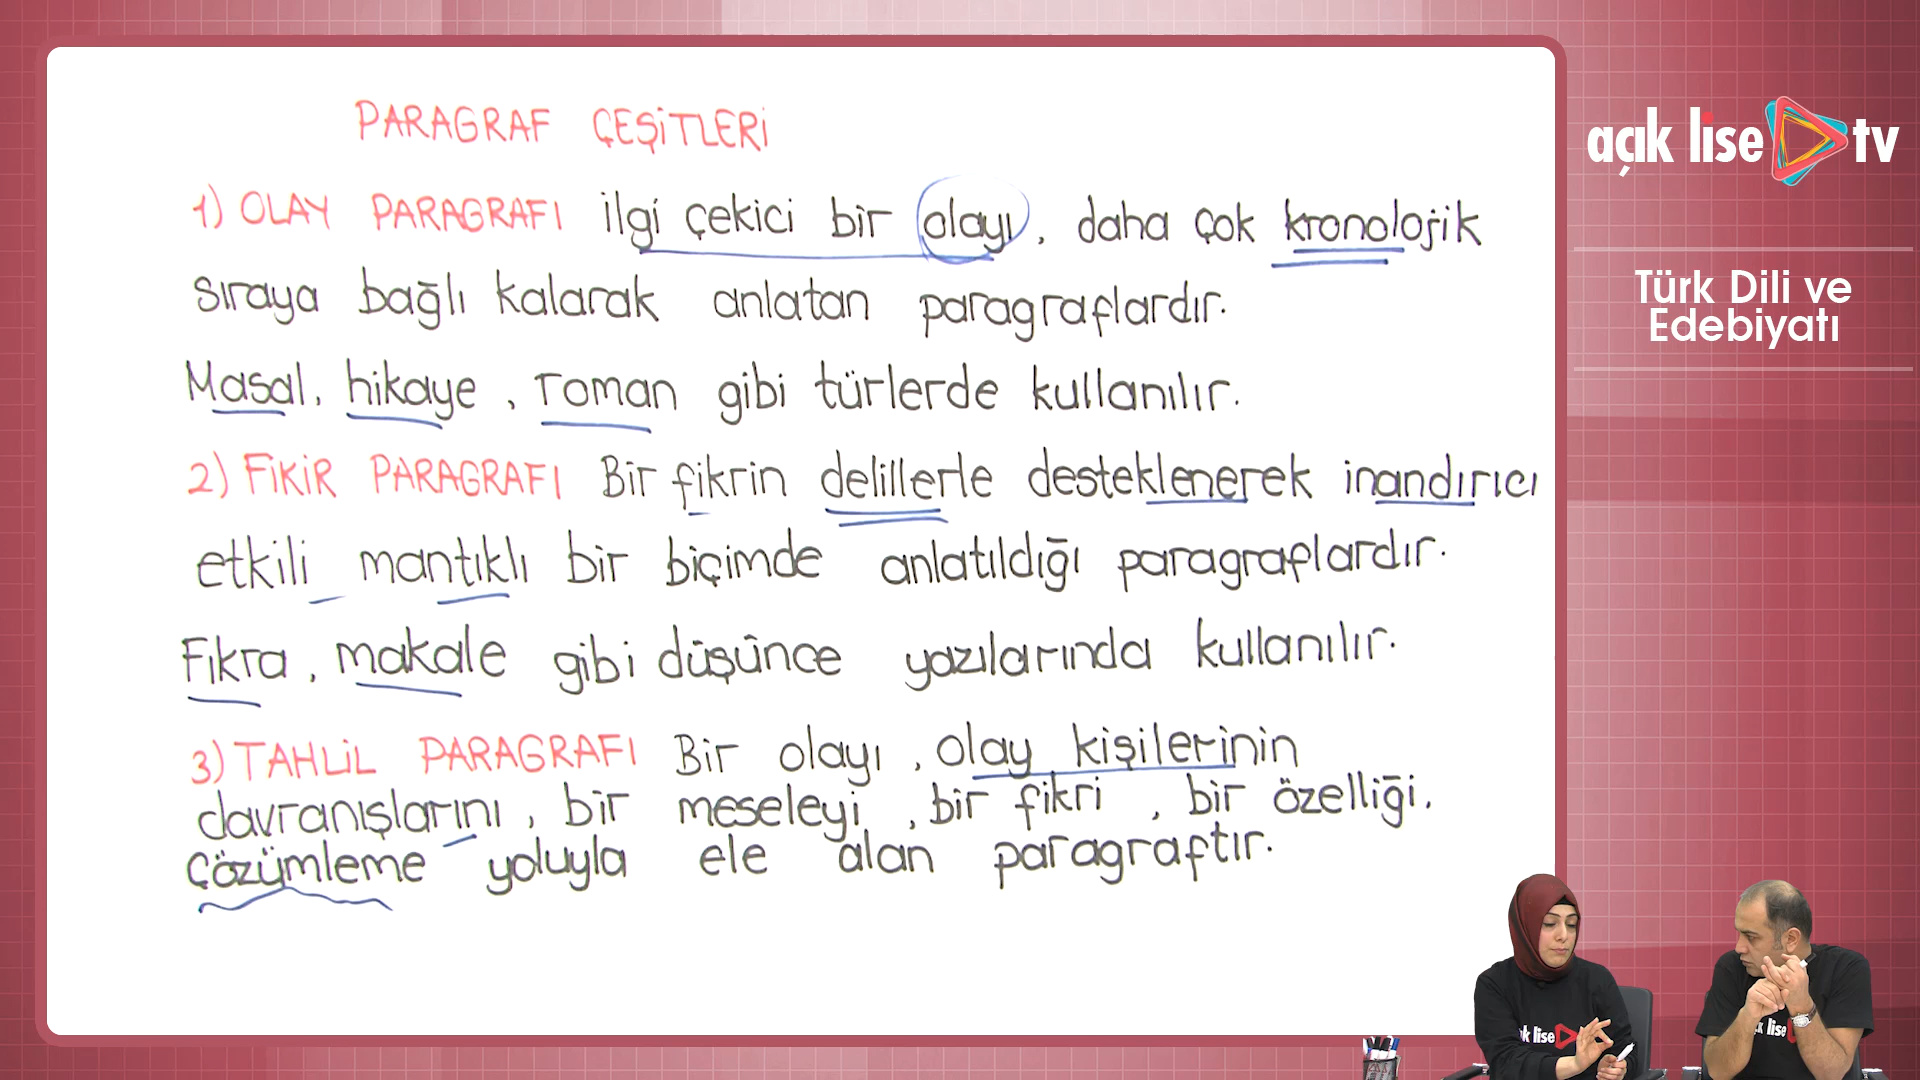 PARAGRAF ÇEŞİTLERİ
1) OLAY PARAGRAFI ilgi çekici bir olayı, daha çok kronolojik
sıraya bağlı kalarak anlatan paragraflardır.
Masal, hikaye, roman gibi türlerde kullanılır.
2) FİKİR PARAGRAFI Bir fikrin delillerle desteklenerek inandırıcı
etkili mantıklı bir biçimde anlatıldığı paragraflardır.
Fıkra, makale gibi düşünce yazılarında kullanılır.
3) TAHLİL PARAGRAFI Bir olayı, olay kişilerinin
davranışlarını, bir meseleyi, bir fikri, bir özelliği,
çözümleme yoluyla ele alan paragraftır.
açık lise tv
Türk Dili ve
Edebiyatı
k lise
k lise